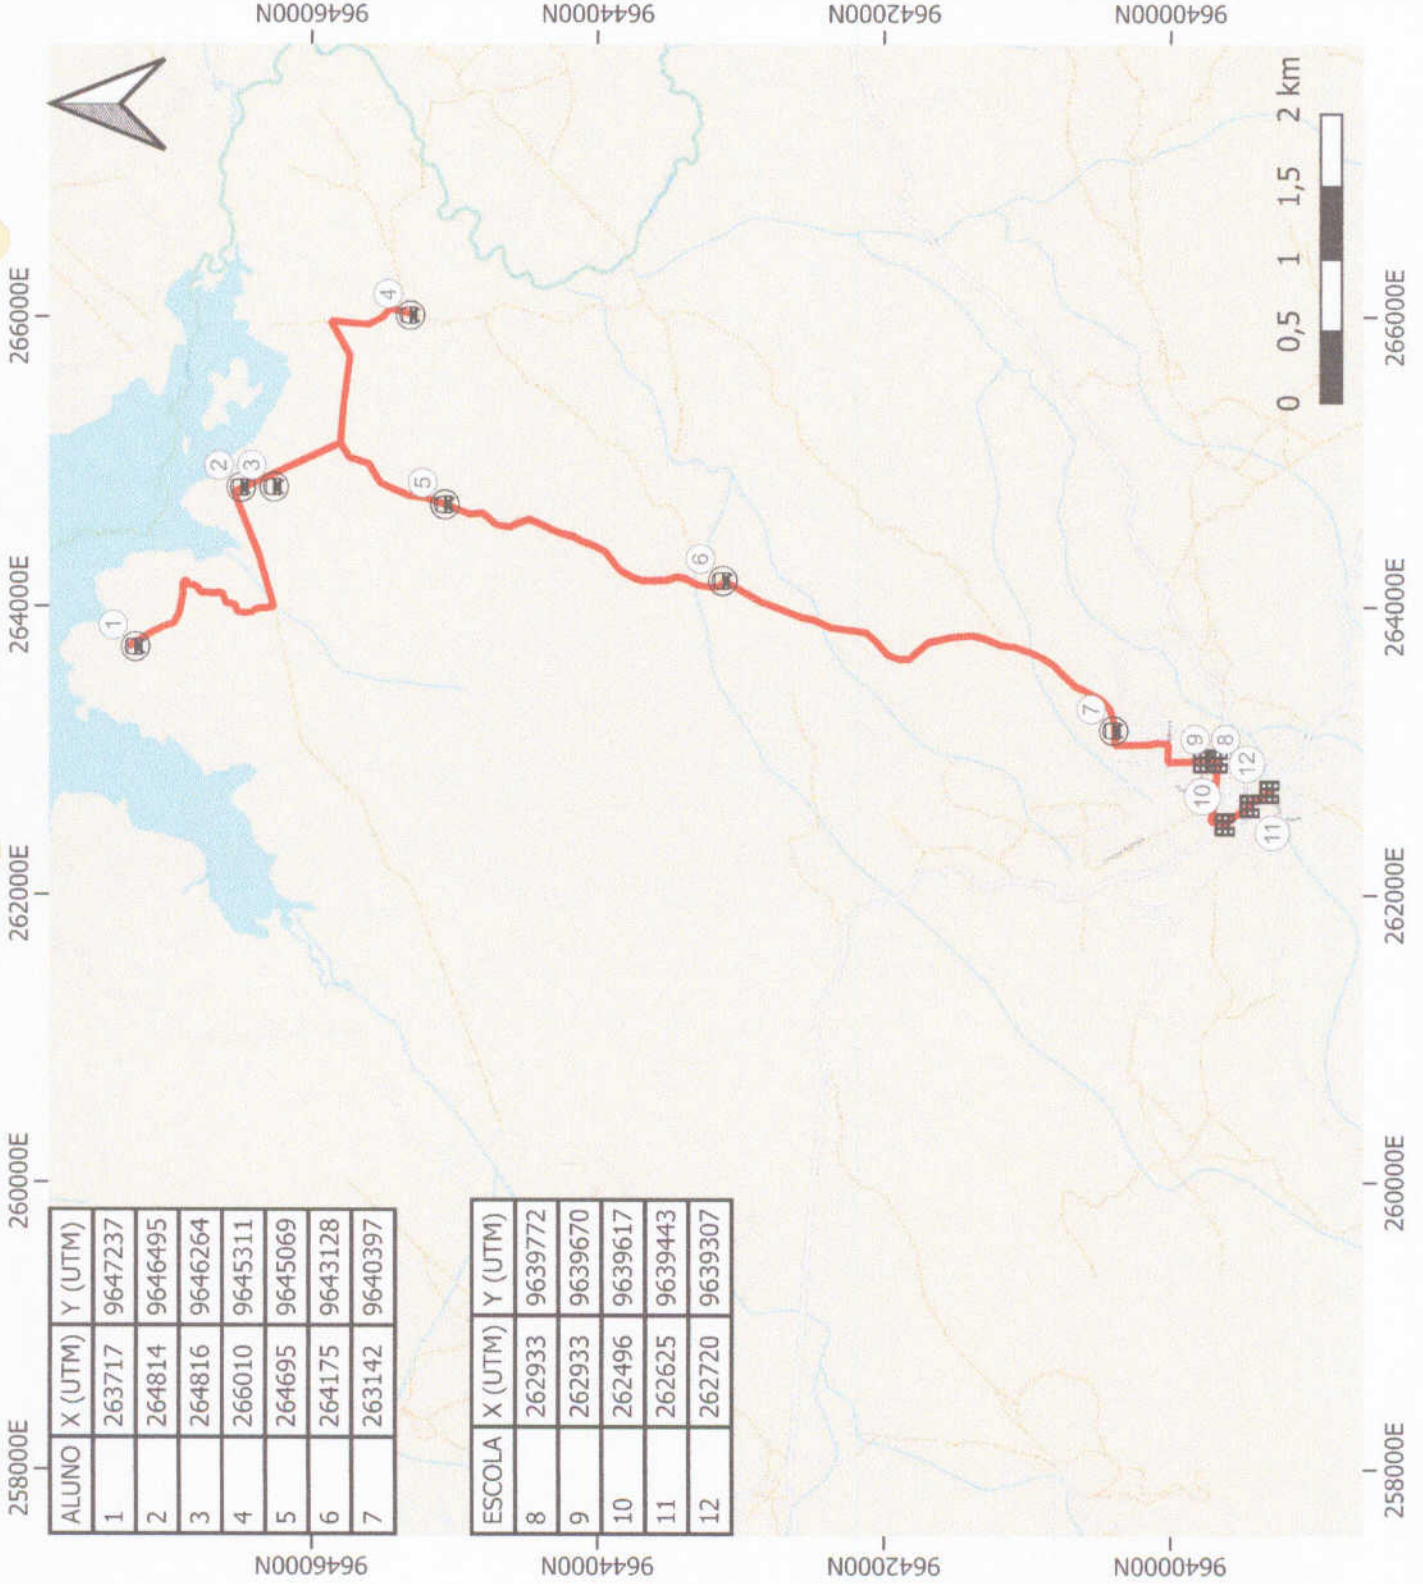 258000E 260000E 262000E 264000E 266000E
9646000N
9644000N
9642000N
9640000N
ALUNO X (UTM) Y (UTM)
1 263717 9647237
2 264814 9646495
3 264816 9646264
4 266010 9645311
5 264695 9645069
6 264175 9643128
7 263142 9640397
ESCOLA X (UTM) Y (UTM)
8 262933 9639772
9 262933 9639670
10 262496 9639617
11 262625 9639443
12 262720 9639307
1
2
3
4
5
6
7
9
8
10
12
11
0 0,5 1 1,5 2 km
9646000N
9644000N
9642000N
9640000N
258000E 260000E 262000E 264000E 266000E